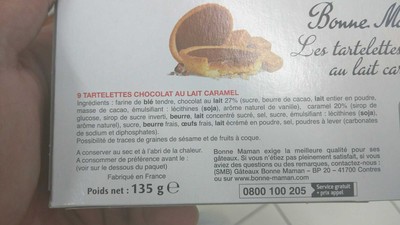 Bonne Ma
Les tartelettes
au lait car
9 TARTELETTES CHOCOLAT AU LAIT CARAMEL
Ingrédients : farine de blé tendre, chocolat au lait 27% (sucre, beurre de cacao, lait entier en poudre,
masse de cacao, émulsifiant : lécithines (soja), arôme naturel de vanille), caramel 20% (sirop de
glucose, sirop de sucre inverti, beurre, lait concentré sucré, sel, sucre, émulsifiant : lécithines (soja),
arôme naturel), sucre, beurre frais, œufs frais, lait écrémé en poudre, sel, poudres à lever (carbonates
de sodium et diphosphates).
Possibilité de traces de graines de sésame et de fruits à coque.
A conserver au sec et à l'abri de la chaleur.
A consommer de préférence avant le :
(voir sur le dessus du paquet)
Fabriqué en France
Poids net : 135 g ℮
Bonne Maman exige la meilleure qualité pour ses
gâteaux. Si vous n'étiez pas pleinement satisfait, si vous
aviez des questions ou des remarques, contactez-nous :
(SMB) Gâteaux Bonne Maman – BP 20 – 41700 Contres
ou sur www.bonne-maman.com
0800 100 205
Service gratuit
+ prix appel